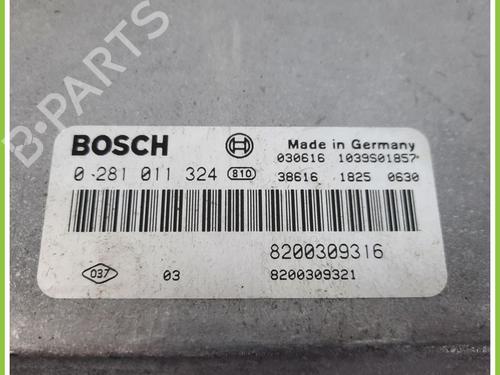 B-Parts
BOSCH Made in Germany
030616 1039S01857
0 281 011 324 810 38616 1825 0630
8200309316
037 03 8200309321